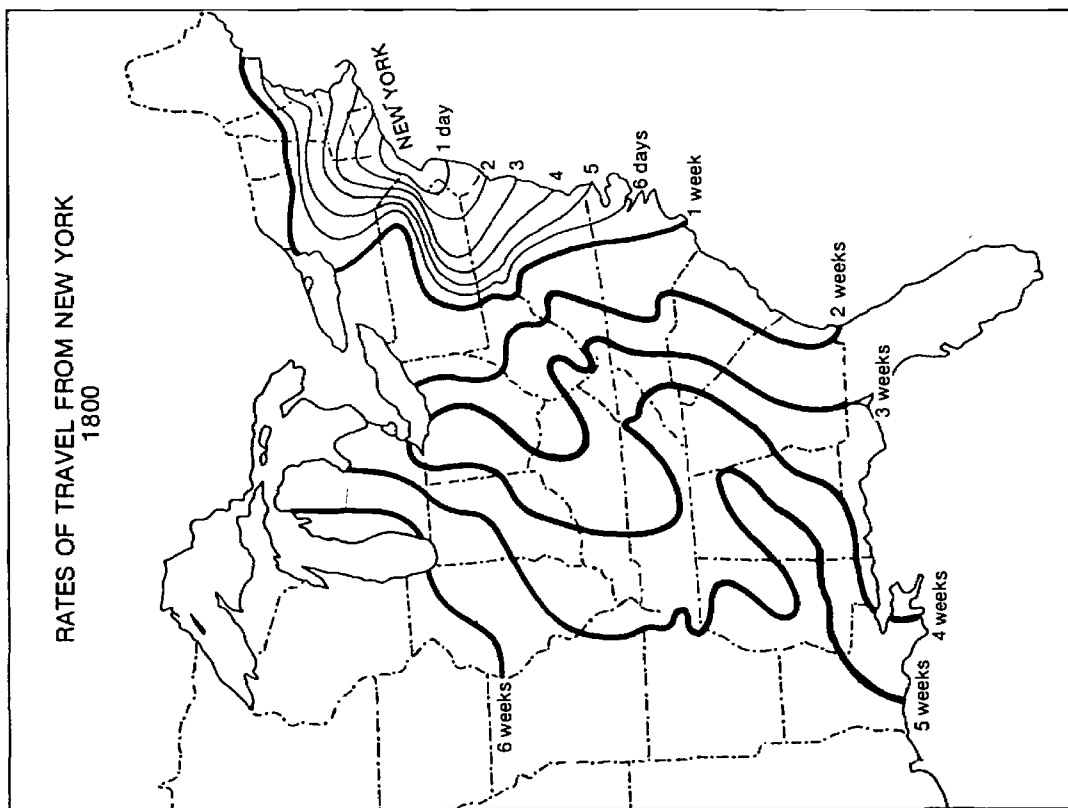 RATES OF TRAVEL FROM NEW YORK
1800
NEW YORK
1 day
2
3
4
5
6 days
1 week
2 weeks
3 weeks
4 weeks
5 weeks
6 weeks